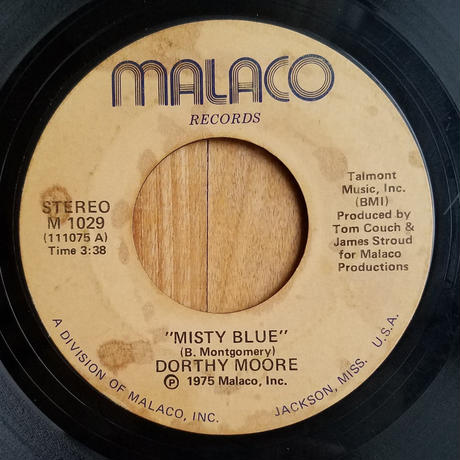 MALACO
RECORDS
STEREO
M 1029
(111075 A)
Time 3:38
Talmont
Music, Inc.
(BMI)
Produced by
Tom Couch &
James Stroud
for Malaco
Productions
"MISTY BLUE"
(B. Montgomery)
DORTHY MOORE
℗ 1975 Malaco, Inc.
A DIVISION OF MALACO, INC. JACKSON, MISS. U.S.A.